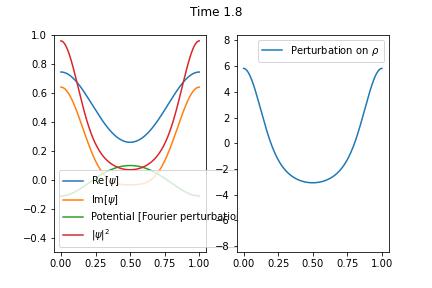 Time 1.8
1.0
0.8
0.6
0.4
0.2
0.0
−0.2
−0.4
0.00 0.25 0.50 0.75 1.00
Re[ψ]
Im[ψ]
Potential [Fourier perturbatio
|ψ|²
8
6
4
2
0
−2
−4
−6
−8
0.00 0.25 0.50 0.75 1.00
Perturbation on ρ